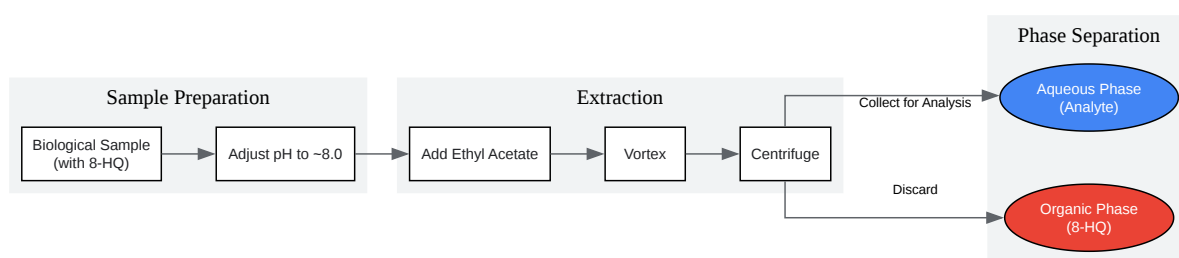 Sample Preparation
Biological Sample
(with 8-HQ)
Adjust pH to ~8.0
Extraction
Add Ethyl Acetate
Vortex
Centrifuge
Collect for Analysis
Discard
Phase Separation
Aqueous Phase
(Analyte)
Organic Phase
(8-HQ)